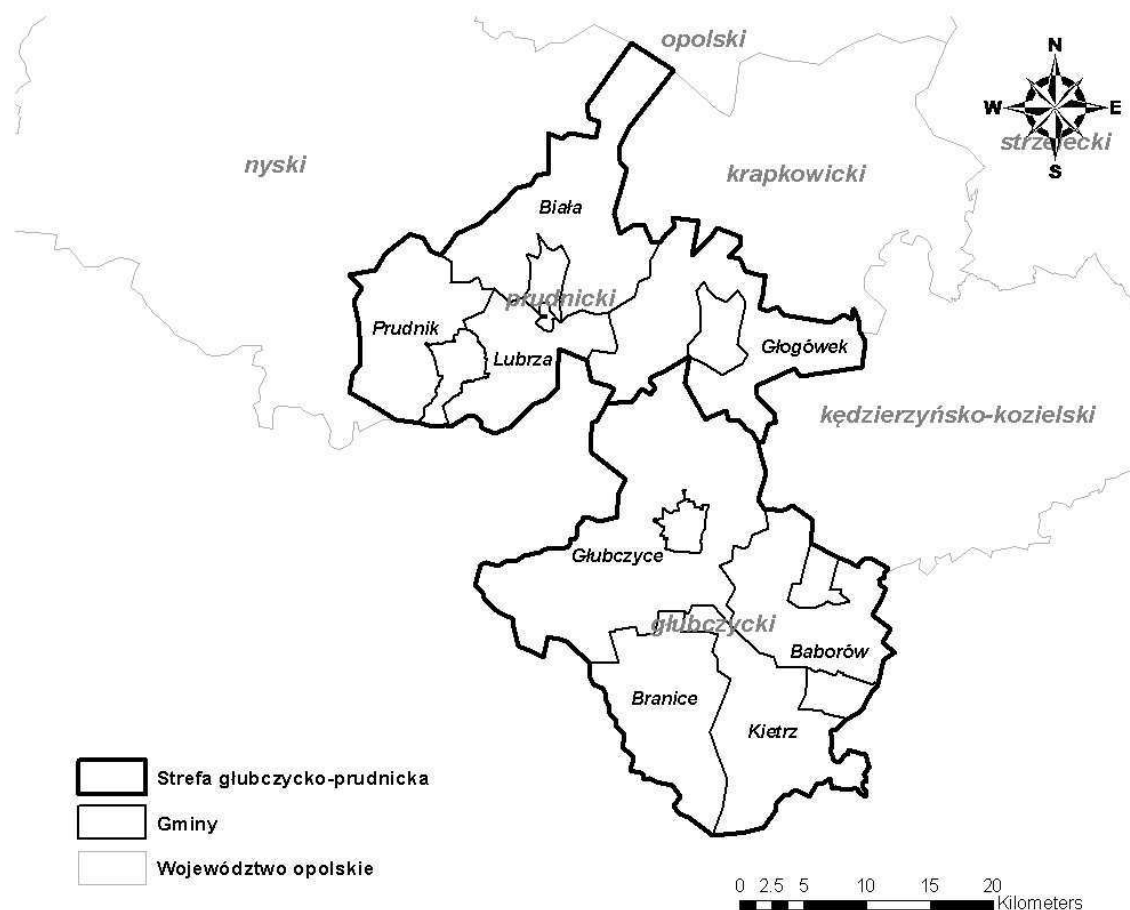 opolski
N
W E
S
strzelecki
nyski
krapkowicki
Biała
prudnicki
Prudnik
Lubrza
Głogówek
kędzierzyńsko-kozielski
Głubczyce
głubczycki
Baborów
Branice
Kietrz
Strefa głubczycko-prudnicka
Gminy
Województwo opolskie
0 2.5 5 10 15 20
Kilometers